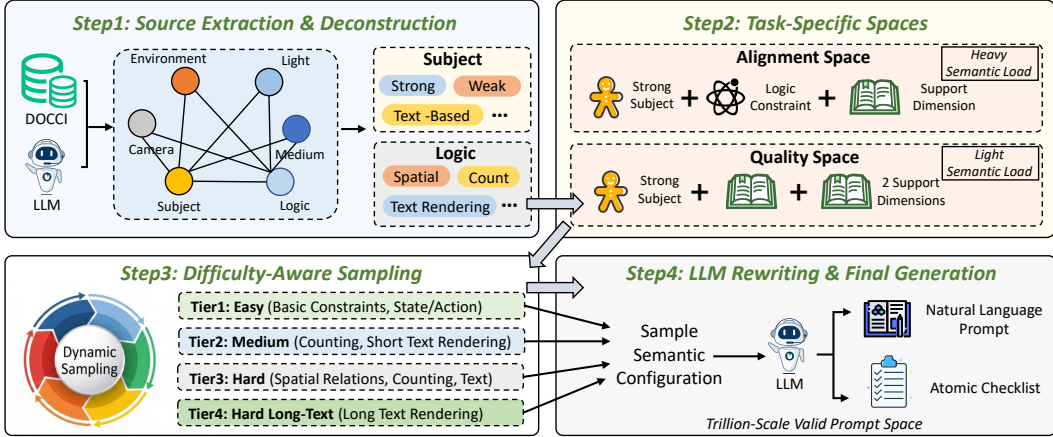 Step1: Source Extraction & Deconstruction
DOCCI
LLM
Environment
Light
Camera
Medium
Subject
Logic
Subject
Strong
Weak
Text -Based
...
Logic
Spatial
Count
Text Rendering
...
Step2: Task-Specific Spaces
Alignment Space
Heavy
Semantic Load
Strong
Subject
+
Logic
Constraint
+
Support
Dimension
Quality Space
Light
Semantic Load
Strong
Subject
+
+
2 Support
Dimensions
Step3: Difficulty-Aware Sampling
Dynamic
Sampling
Tier1: Easy (Basic Constraints, State/Action)
Tier2: Medium (Counting, Short Text Rendering)
Tier3: Hard (Spatial Relations, Counting, Text)
Tier4: Hard Long-Text (Long Text Rendering)
Step4: LLM Rewriting & Final Generation
Sample
Semantic
Configuration
LLM
Natural Language
Prompt
Atomic Checklist
Trillion-Scale Valid Prompt Space